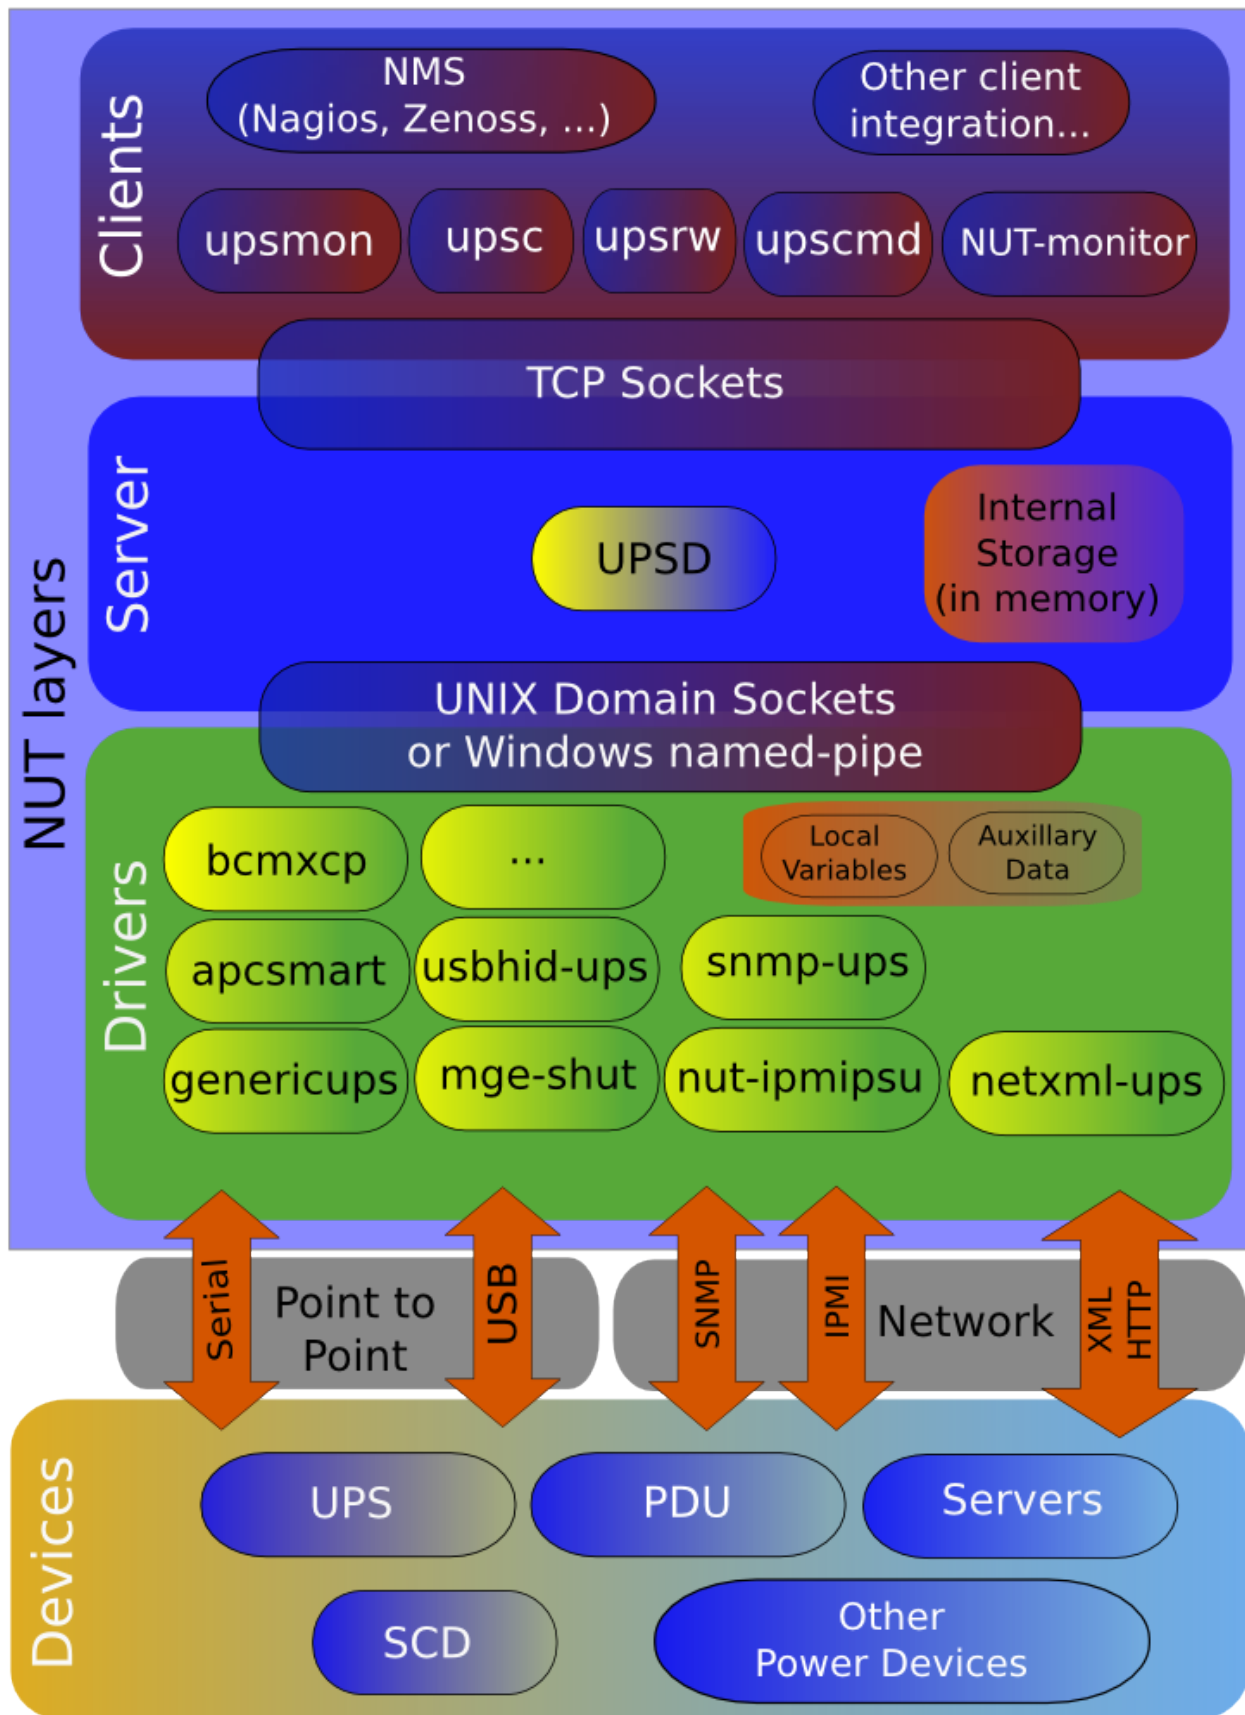 NUT layers
Clients
NMS
(Nagios, Zenoss, ...)
Other client
integration...
upsmon
upsc
upsrw
upscmd
NUT-monitor
TCP Sockets
Server
UPSD
Internal
Storage
(in memory)
UNIX Domain Sockets
or Windows named-pipe
Drivers
bcmxcp
...
Local
Variables
Auxillary
Data
apcsmart
usbhid-ups
snmp-ups
genericups
mge-shut
nut-ipmipsu
netxml-ups
Serial
Point to
Point
USB
SNMP
IPMI
Network
XML
HTTP
Devices
UPS
PDU
Servers
SCD
Other
Power Devices